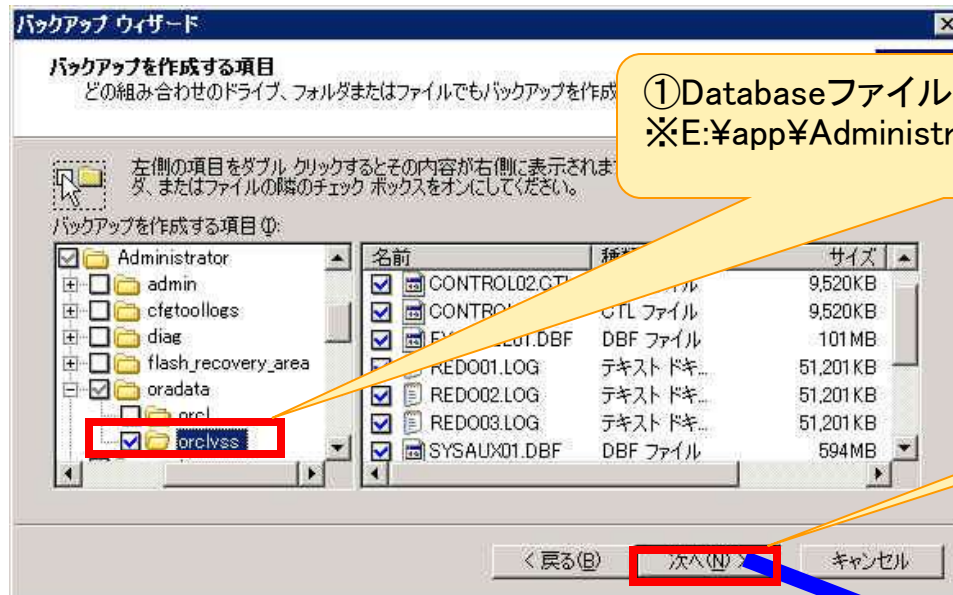 バックアップ ウィザード
バックアップを作成する項目
どの組み合わせのドライブ、フォルダまたはファイルでもバックアップを作成
①Databaseファイル
※E:¥app¥Administr
左側の項目をダブル クリックするとその内容が右側に表示されま
ダ、またはファイルの隣のチェック ボックスをオンにしてください。
バックアップを作成する項目(I):
Administrator
admin
cfgtoollogs
diag
flash_recovery_area
oradata
orcl
orclvss
名前 種類 サイズ
CONTROL02.CTL 9,520KB
CONTRO CTL ファイル 9,520KB
01.DBF DBF ファイル 101MB
REDO01.LOG テキスト ドキ... 51,201KB
REDO02.LOG テキスト ドキ... 51,201KB
REDO03.LOG テキスト ドキ... 51,201KB
SYSAUX01.DBF DBF ファイル 594MB
< 戻る(B)
次へ(N) >
キャンセル